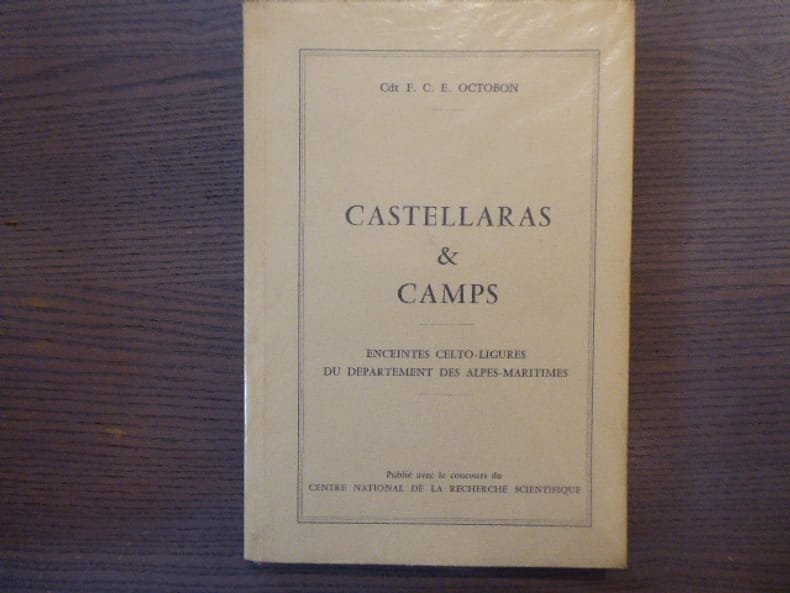 Cdt F. C. E. OCTOBON
CASTELLARAS
&
CAMPS
ENCEINTES CELTO-LIGURES
DU DEPARTEMENT DES ALPES-MARITIMES
Publié avec le concours du
CENTRE NATIONAL DE LA RECHERCHE SCIENTIFIQUE